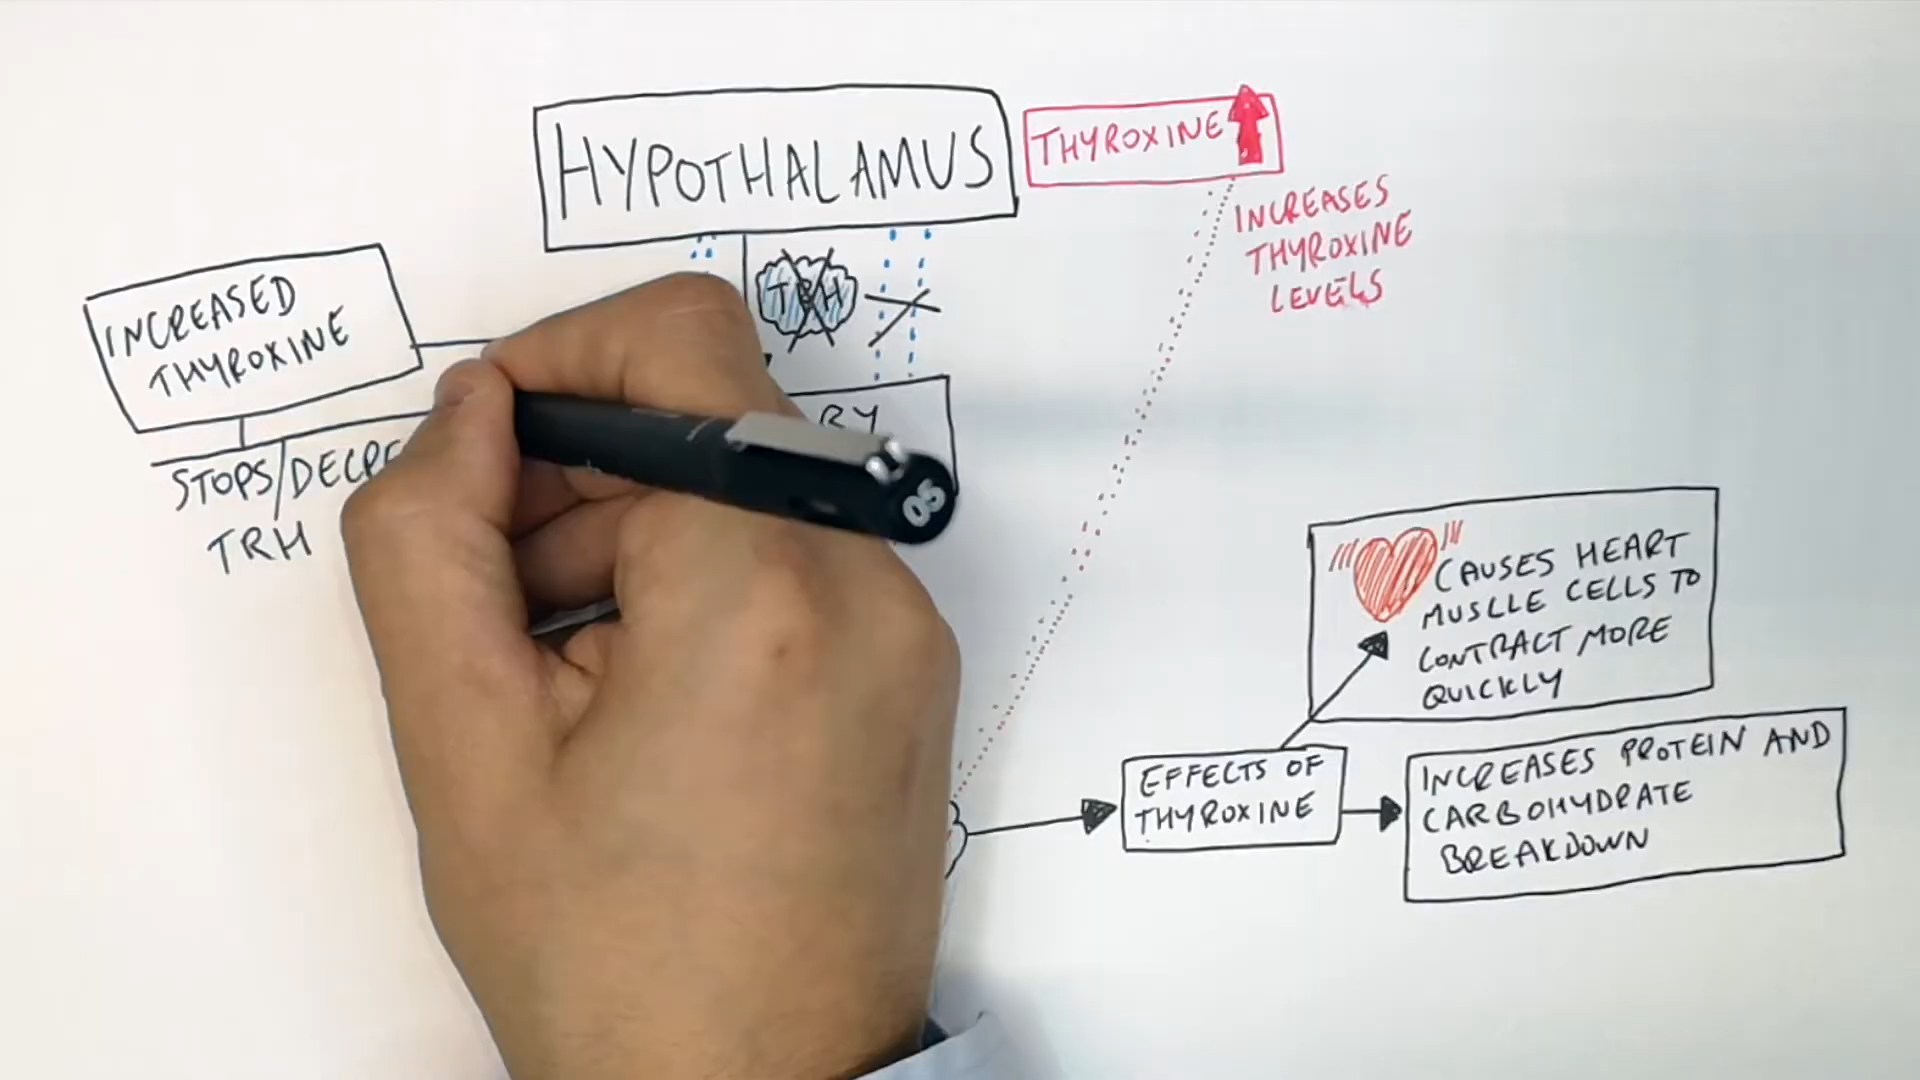 HYPOTHALAMUS
THYROXINE
INCREASES
THYROXINE
LEVELS
TRH
INCREASED
THYROXINE
STOPS/DECRE
TRH
RY
05
CAUSES HEART
MUSCLE CELLS TO
CONTRACT MORE
QUICKLY
EFFECTS OF
THYROXINE
INCREASES PROTEIN AND
CARBOHYDRATE
BREAKDOWN